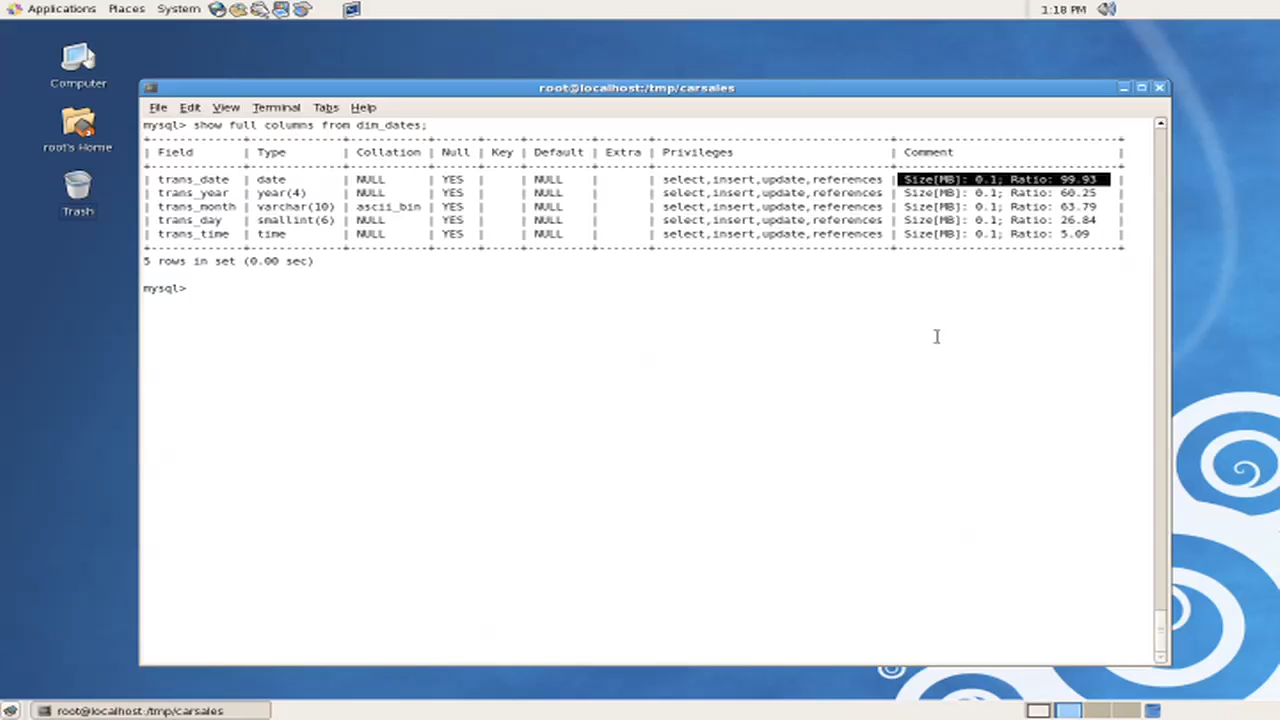 Applications Places System 1:18 PM
Computer
root's Home
Trash
root@localhost:/tmp/carsales
File Edit View Terminal Tabs Help
mysql> show full columns from dim_dates;
| Field | Type | Collation | Null | Key | Default | Extra | Privileges | Comment |
| trans_date | date | NULL | YES | | NULL | | select,insert,update,references | Size[MB]: 0.1; Ratio: 99.93 |
| trans_year | year(4) | NULL | YES | | NULL | | select,insert,update,references | Size[MB]: 0.1; Ratio: 60.25 |
| trans_month | varchar(10) | ascii_bin | YES | | NULL | | select,insert,update,references | Size[MB]: 0.1; Ratio: 63.79 |
| trans_day | smallint(6) | NULL | YES | | NULL | | select,insert,update,references | Size[MB]: 0.1; Ratio: 26.84 |
| trans_time | time | NULL | YES | | NULL | | select,insert,update,references | Size[MB]: 0.1; Ratio: 5.09 |
5 rows in set (0.00 sec)
mysql>
root@localhost:/tmp/carsales